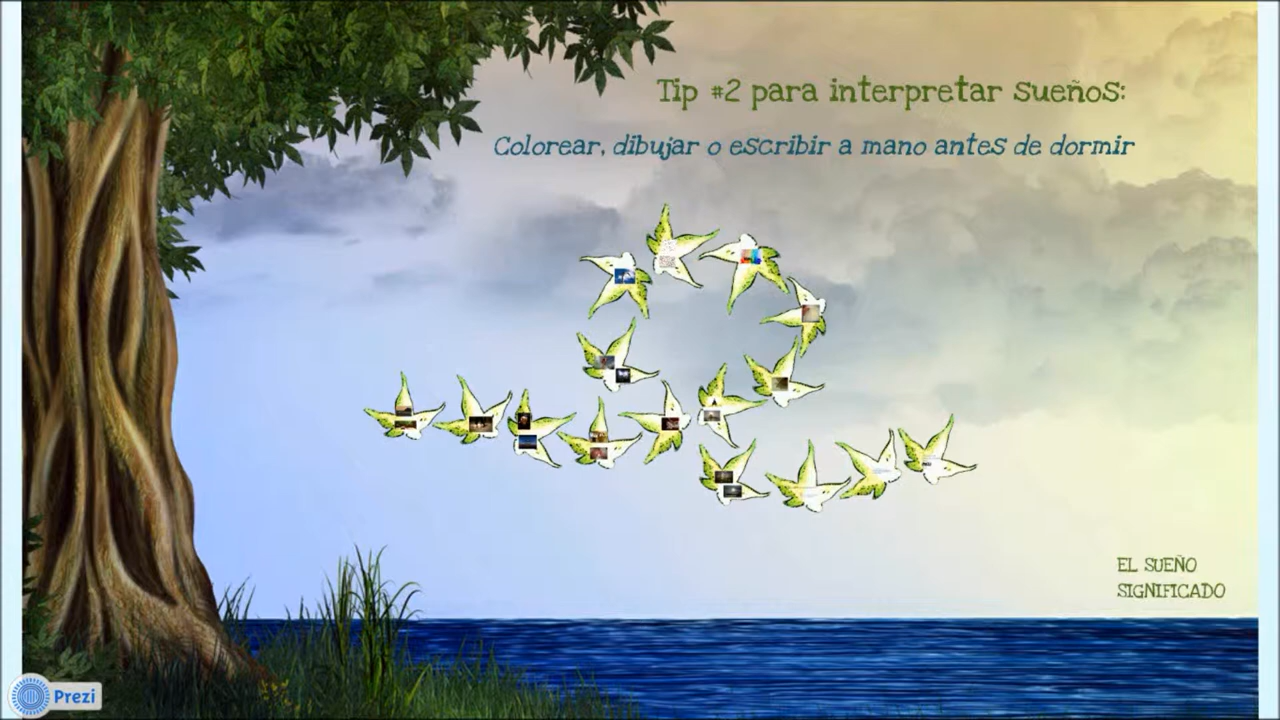 Tip #2 para interpretar sueños:
Colorear, dibujar o escribir a mano antes de dormir
EL SUEÑO
SIGNIFICADO
Prezi